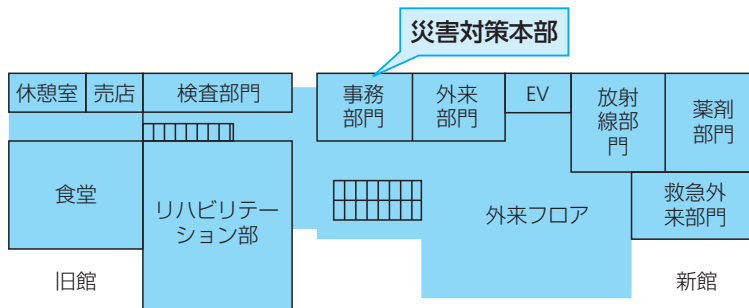 災害対策本部
休憩室
売店
検査部門
事務
部門
外来
部門
EV
放射
線部
門
薬剤
部門
食堂
リハビリテー
ション部
外来フロア
救急外
来部門
旧館
新館